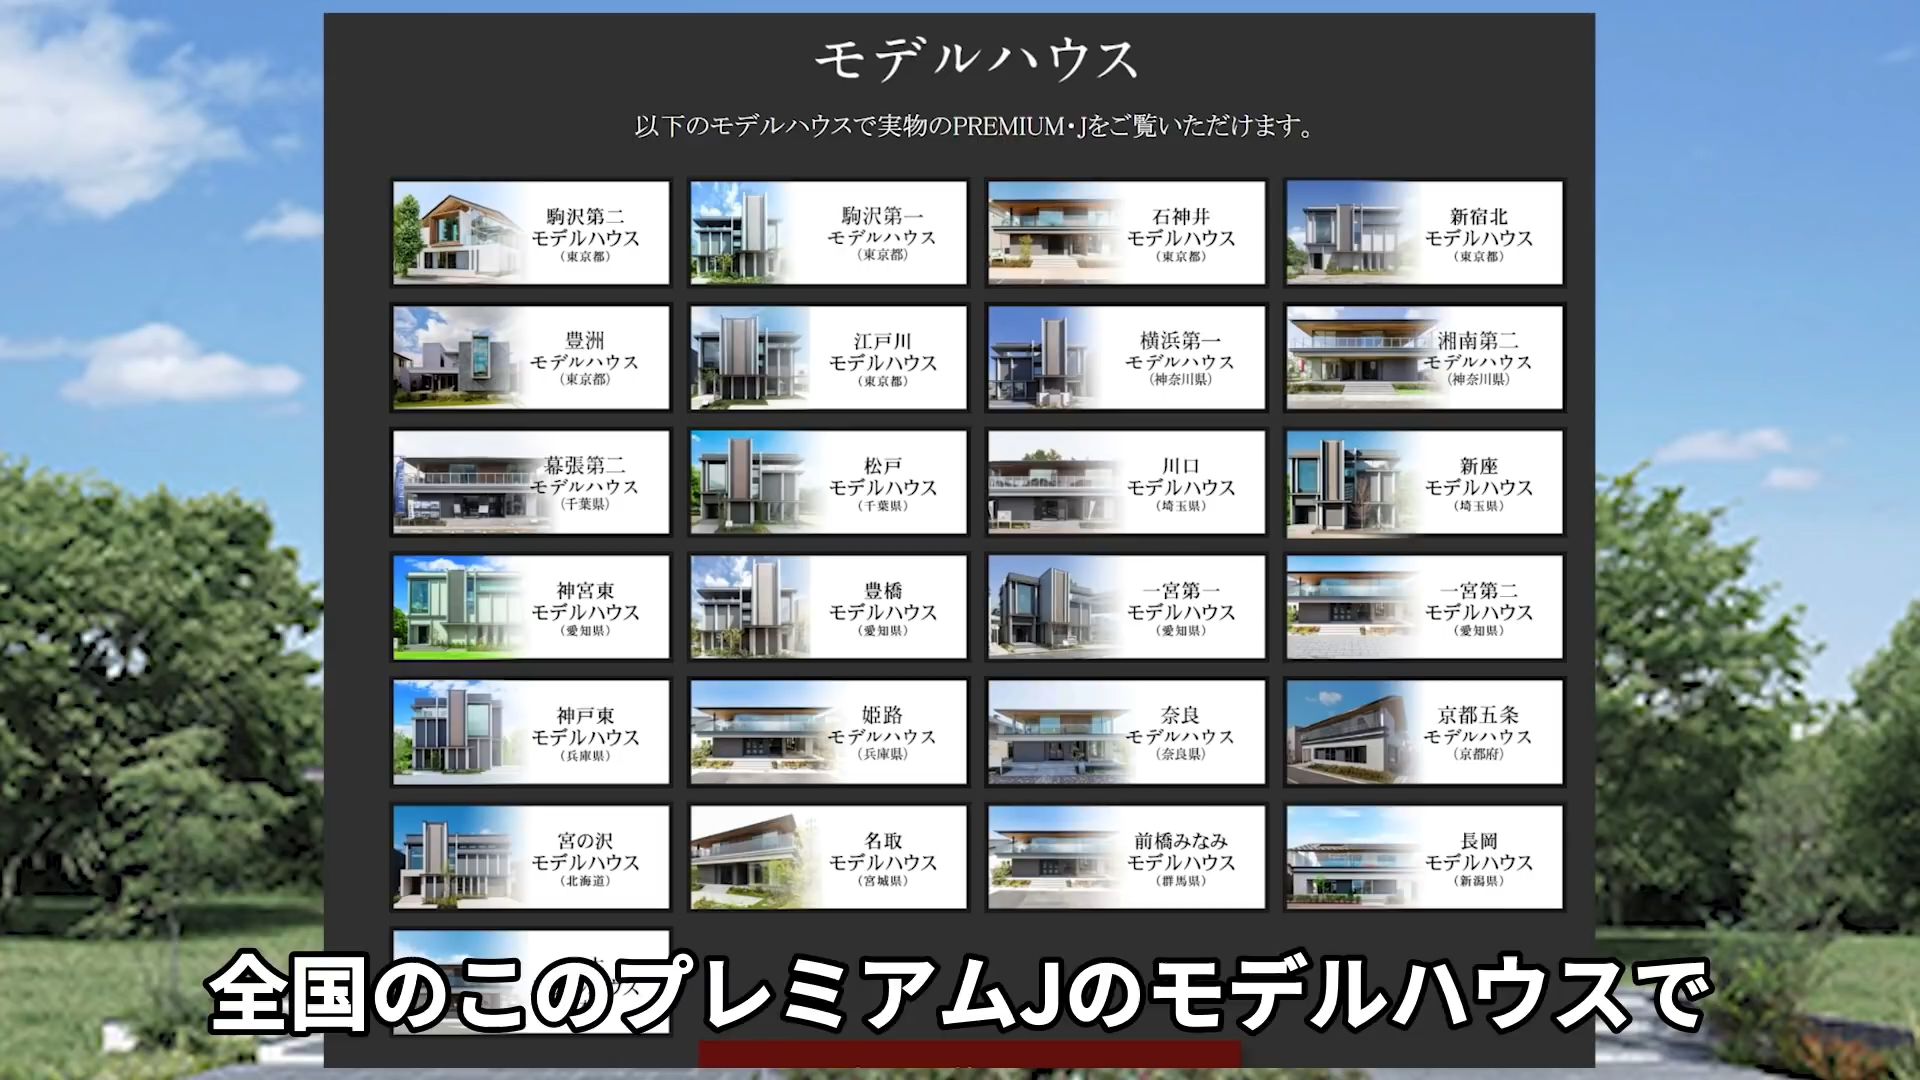 モデルハウス
以下のモデルハウスで実物のPREMIUM・Jをご覧いただけます。
駒沢第二
モデルハウス
（東京都）
駒沢第一
モデルハウス
（東京都）
石神井
モデルハウス
（東京都）
新宿北
モデルハウス
（東京都）
豊洲
モデルハウス
（東京都）
江戸川
モデルハウス
（東京都）
横浜第一
モデルハウス
（神奈川県）
湘南第二
モデルハウス
（神奈川県）
幕張第二
モデルハウス
（千葉県）
松戸
モデルハウス
（千葉県）
川口
モデルハウス
（埼玉県）
新座
モデルハウス
（埼玉県）
神宮東
モデルハウス
（愛知県）
豊橋
モデルハウス
（愛知県）
一宮第一
モデルハウス
（愛知県）
一宮第二
モデルハウス
（愛知県）
神戸東
モデルハウス
（兵庫県）
姫路
モデルハウス
（兵庫県）
奈良
モデルハウス
（奈良県）
京都五条
モデルハウス
（京都府）
宮の沢
モデルハウス
（北海道）
名取
モデルハウス
（宮城県）
前橋みなみ
モデルハウス
（群馬県）
長岡
モデルハウス
（新潟県）
全国のこのプレミアムJのモデルハウスで